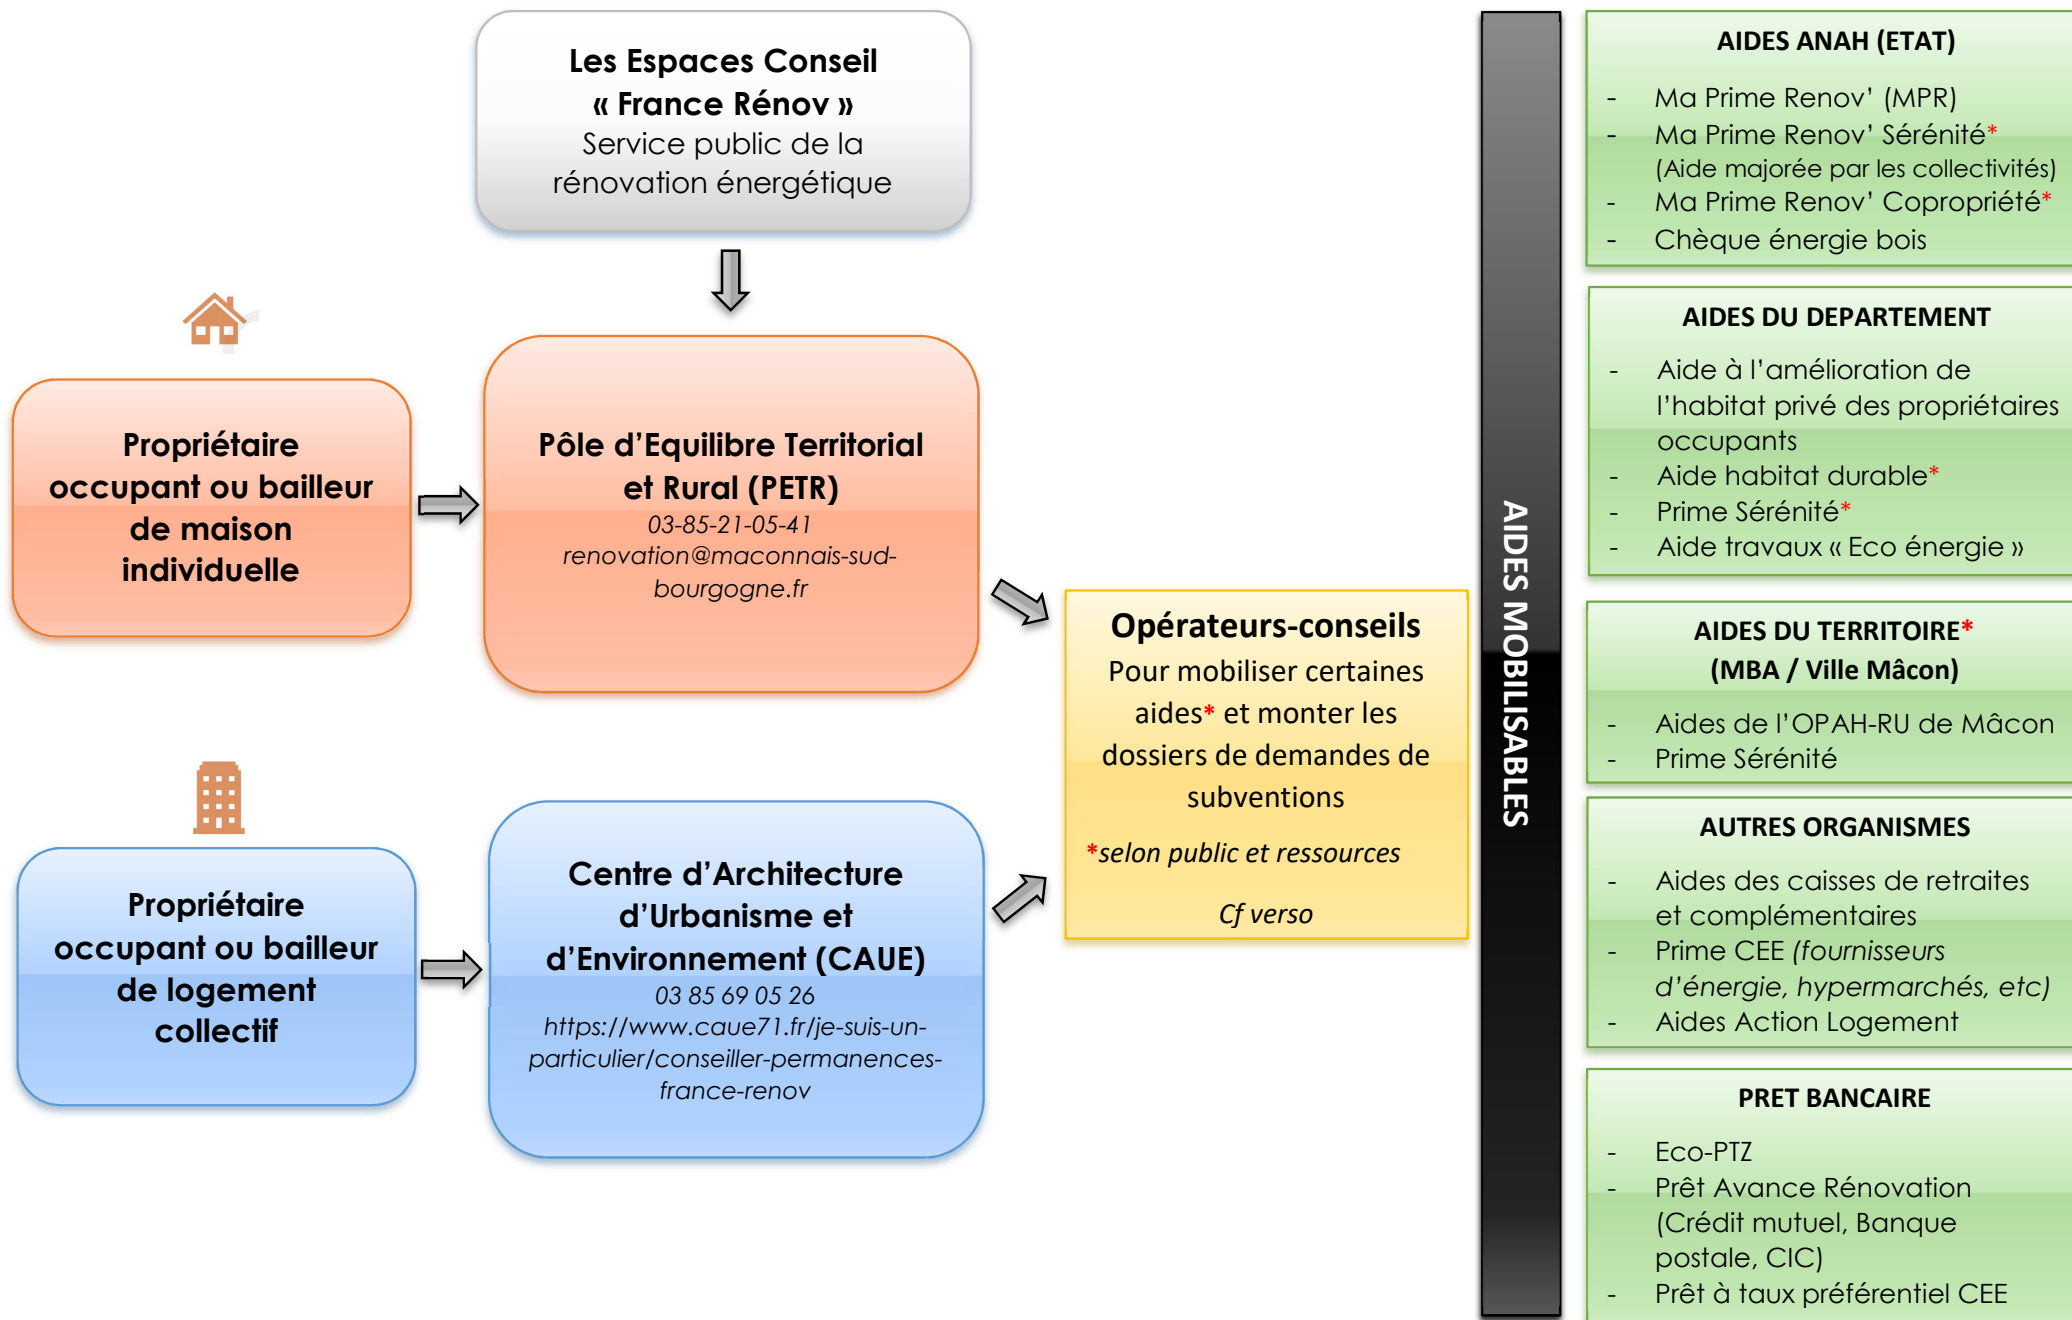 Les Espaces Conseil
« France Rénov »
Service public de la
rénovation énergétique
Propriétaire
occupant ou bailleur
de maison
individuelle
Pôle d'Equilibre Territorial
et Rural (PETR)
03-85-21-05-41
renovation@maconnais-sud-
bourgogne.fr
Propriétaire
occupant ou bailleur
de logement
collectif
Centre d'Architecture
d'Urbanisme et
d'Environnement (CAUE)
03 85 69 05 26
https://www.caue71.fr/je-suis-un-
particulier/conseiller-permanences-
france-renov
Opérateurs-conseils
Pour mobiliser certaines
aides* et monter les
dossiers de demandes de
subventions
*selon public et ressources
Cf verso
AIDES MOBILISABLES
AIDES ANAH (ETAT)
- Ma Prime Renov' (MPR)
- Ma Prime Renov' Sérénité*
(Aide majorée par les collectivités)
- Ma Prime Renov' Copropriété*
- Chèque énergie bois
AIDES DU DEPARTEMENT
- Aide à l'amélioration de
l'habitat privé des propriétaires
occupants
- Aide habitat durable*
- Prime Sérénité*
- Aide travaux « Eco énergie »
AIDES DU TERRITOIRE*
(MBA / Ville Mâcon)
- Aides de l'OPAH-RU de Mâcon
- Prime Sérénité
AUTRES ORGANISMES
- Aides des caisses de retraites
et complémentaires
- Prime CEE (fournisseurs
d'énergie, hypermarchés, etc)
- Aides Action Logement
PRET BANCAIRE
- Eco-PTZ
- Prêt Avance Rénovation
(Crédit mutuel, Banque
postale, CIC)
- Prêt à taux préférentiel CEE